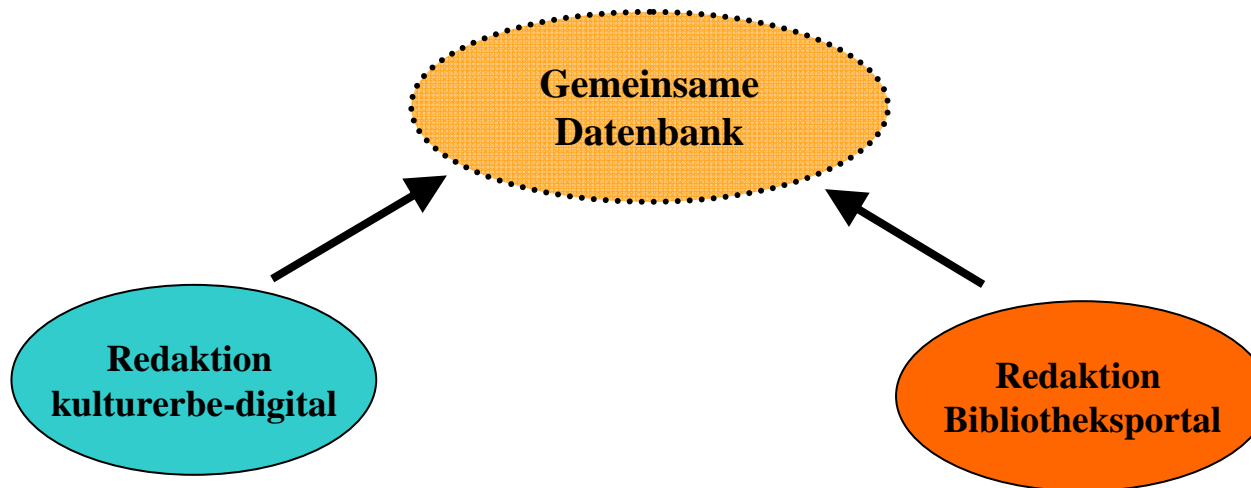 Gemeinsame
Datenbank
Redaktion
kulturerbe-digital
Redaktion
Bibliotheksportal